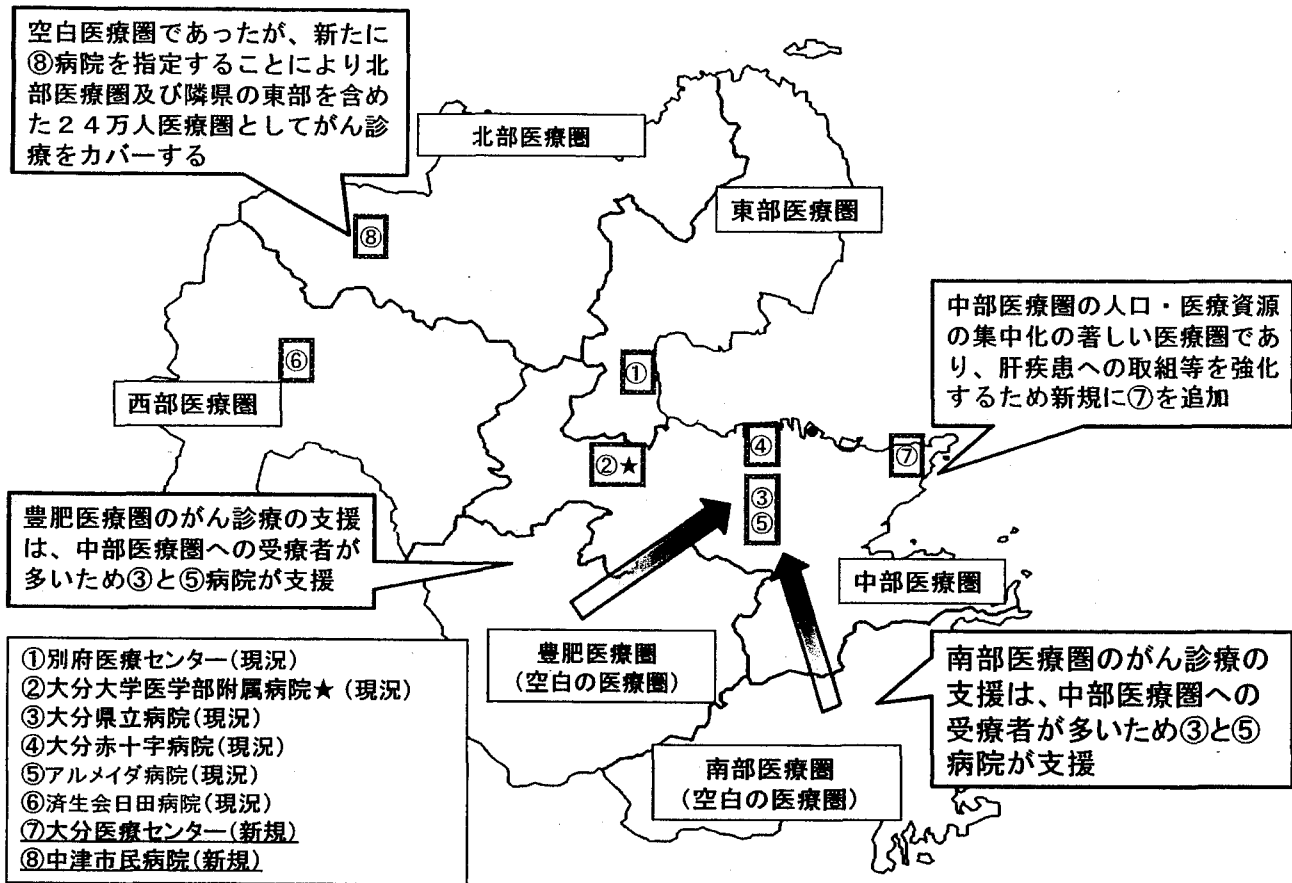 空白医療圏であったが、新たに
⑧病院を指定することにより北
部医療圏及び隣県の東部を含め
た２４万人医療圏としてがん診
療をカバーする
北部医療圏
東部医療圏
⑧
中部医療圏の人口・医療資源
の集中化の著しい医療圏であ
り、肝疾患への取組等を強化
するため新規に⑦を追加
⑥
①
西部医療圏
④
⑦
②★
③
⑤
豊肥医療圏のがん診療の支援
は、中部医療圏への受療者が
多いため③と⑤病院が支援
中部医療圏
豊肥医療圏
(空白の医療圏)
南部医療圏のがん診療の
支援は、中部医療圏への
受療者が多いため③と⑤
病院が支援
南部医療圏
(空白の医療圏)
①別府医療センター(現況)
②大分大学医学部附属病院★(現況)
③大分県立病院(現況)
④大分赤十字病院(現況)
⑤アルメイダ病院(現況)
⑥済生会日田病院(現況)
⑦大分医療センター(新規)
⑧中津市民病院(新規)